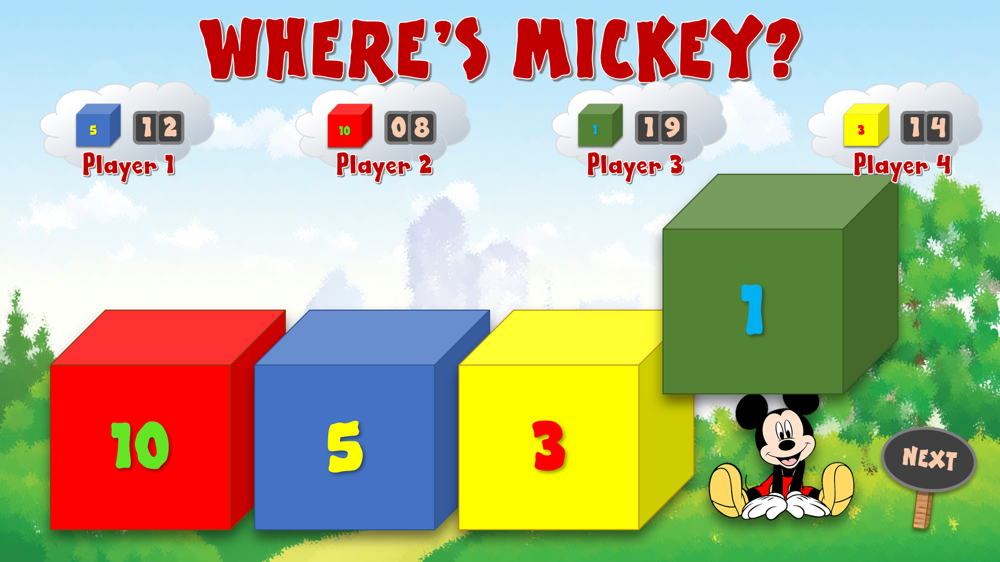 WHERE'S MICKEY?
5 12
Player 1
10 08
Player 2
1 19
Player 3
3 14
Player 4
10
5
3
1
NEXT